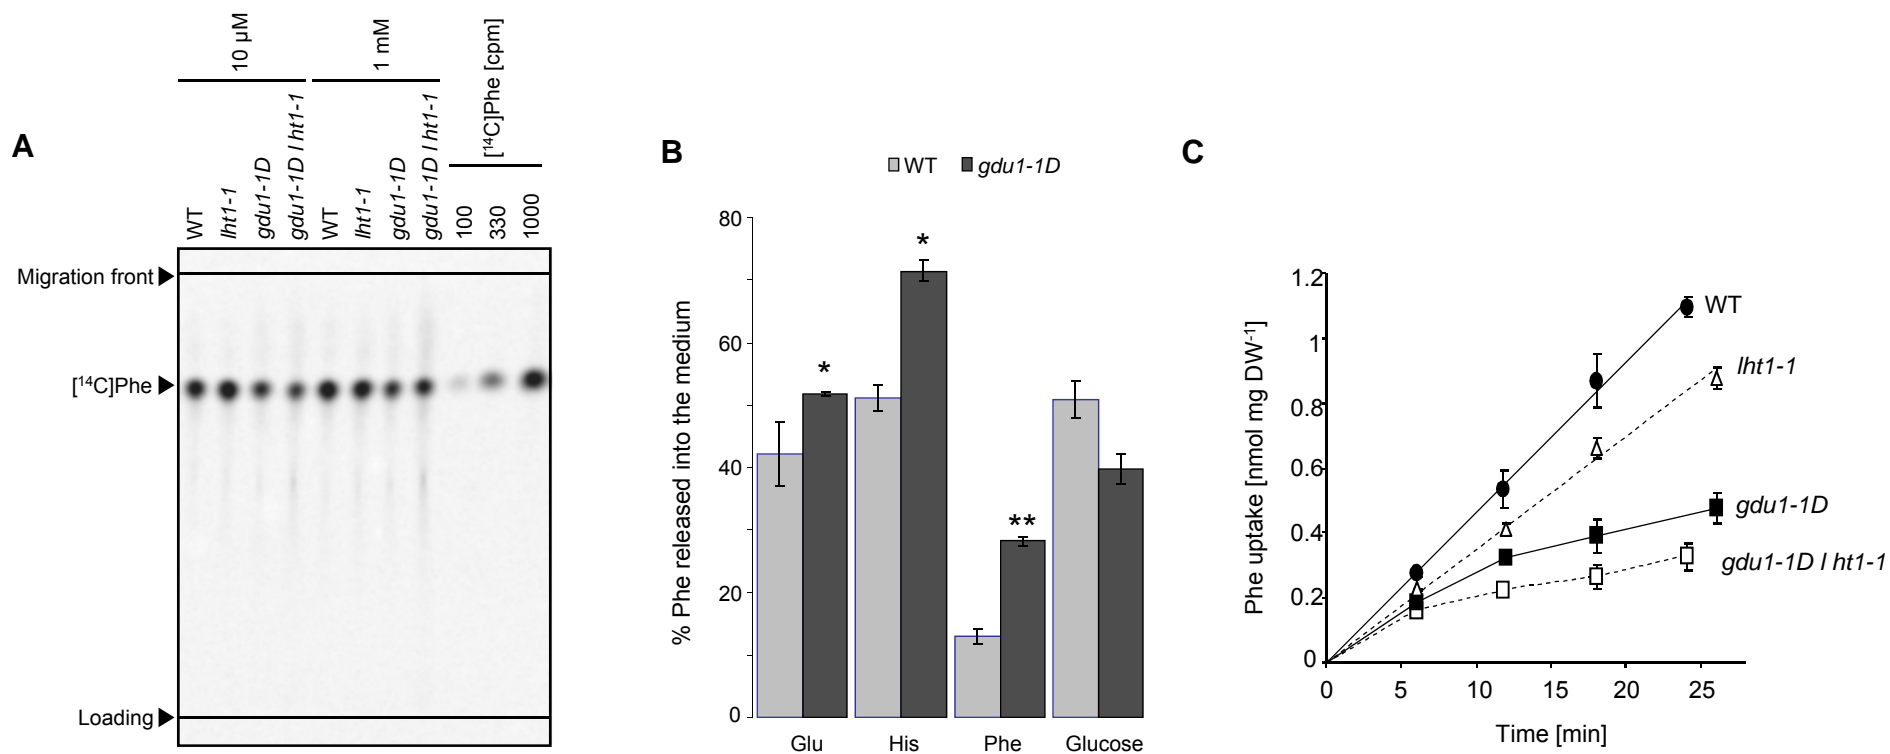 A
10 µM
1 mM
[¹⁴C]Phe [cpm]
WT
lht1-1
gdu1-1D
gdu1-1D l ht1-1
WT
lht1-1
gdu1-1D
gdu1-1D l ht1-1
100
330
1000
Migration front
[¹⁴C]Phe
Loading
B
WT
gdu1-1D
% Phe released into the medium
80
60
40
20
0
*
*
**
Glu
His
Phe
Glucose
C
Phe uptake [nmol mg DW⁻¹]
1.2
1
0.8
0.6
0.4
0.2
0
WT
lht1-1
gdu1-1D
gdu1-1D l ht1-1
0
5
10
15
20
25
Time [min]